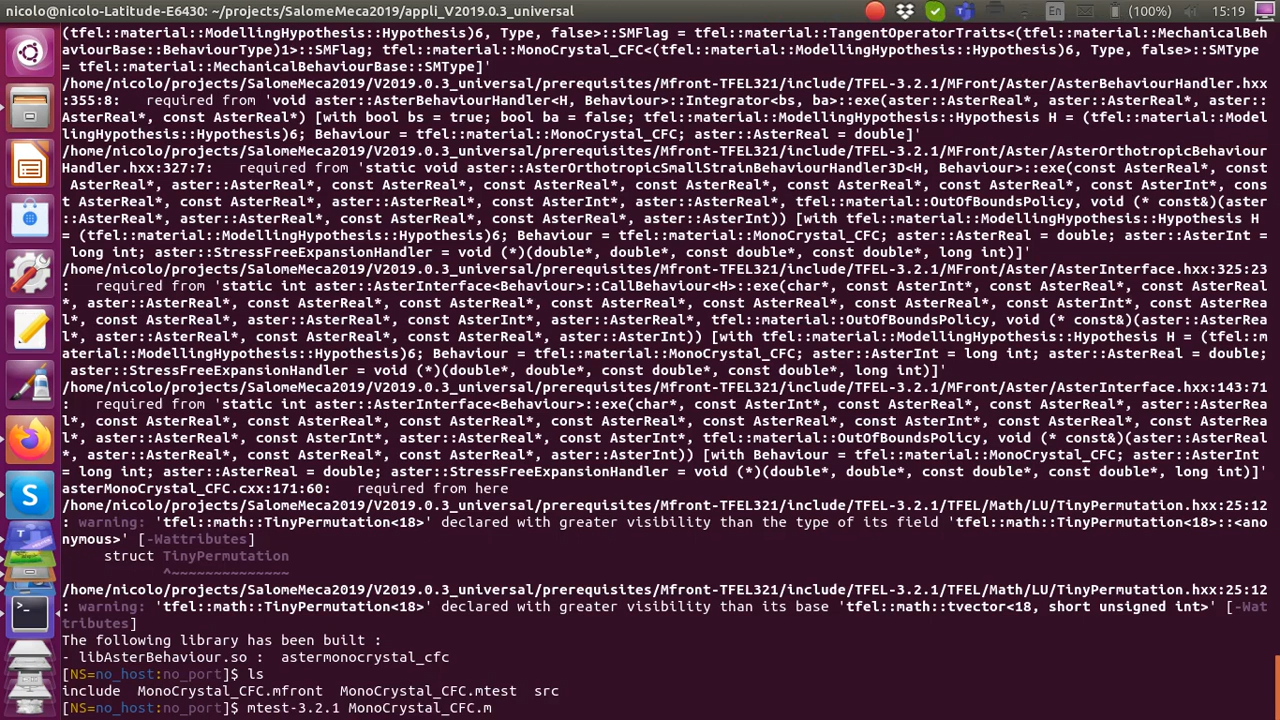 nicolo@nicolo-Latitude-E6430: ~/projects/SalomeMeca2019/appli_V2019.0.3_universal
En
(100%)
15:19
(tfel::material::ModellingHypothesis::Hypothesis)6, Type, false>::SMFlag = tfel::material::TangentOperatorTraits<(tfel::material::MechanicalBeh
aviourBase::BehaviourType)1>::SMFlag; tfel::material::MonoCrystal_CFC<(tfel::material::ModellingHypothesis::Hypothesis)6, Type, false>::SMType
= tfel::material::MechanicalBehaviourBase::SMType]'
/home/nicolo/projects/SalomeMeca2019/V2019.0.3_universal/prerequisites/Mfront-TFEL321/include/TFEL-3.2.1/MFront/Aster/AsterBehaviourHandler.hxx
:355:8:   required from 'void aster::AsterBehaviourHandler<H, Behaviour>::Integrator<bs, ba>::exe(aster::AsterReal*, aster::AsterReal*, aster::
AsterReal*, const AsterReal*) [with bool bs = true; bool ba = false; tfel::material::ModellingHypothesis::Hypothesis H = (tfel::material::Model
lingHypothesis::Hypothesis)6; Behaviour = tfel::material::MonoCrystal_CFC; aster::AsterReal = double]'
/home/nicolo/projects/SalomeMeca2019/V2019.0.3_universal/prerequisites/Mfront-TFEL321/include/TFEL-3.2.1/MFront/Aster/AsterOrthotropicBehaviour
Handler.hxx:327:7:   required from 'static void aster::AsterOrthotropicSmallStrainBehaviourHandler3D<H, Behaviour>::exe(const AsterReal*, const
 AsterReal*, aster::AsterReal*, const AsterReal*, const AsterReal*, const AsterReal*, const AsterReal*, const AsterReal*, const AsterInt*, cons
t AsterReal*, const AsterReal*, const AsterReal*, aster::AsterReal*, const AsterInt*, aster::AsterReal*, tfel::material::OutOfBoundsPolicy, void (* const&)(aster
::AsterReal*, aster::AsterReal*, const AsterReal*, const AsterReal*, aster::AsterInt)) [with tfel::material::ModellingHypothesis::Hypothesis H
= (tfel::material::ModellingHypothesis::Hypothesis)6; Behaviour = tfel::material::MonoCrystal_CFC; aster::AsterReal = double; aster::AsterInt =
 long int; aster::StressFreeExpansionHandler = void (*)(double*, double*, const double*, const double*, long int)]'
/home/nicolo/projects/SalomeMeca2019/V2019.0.3_universal/prerequisites/Mfront-TFEL321/include/TFEL-3.2.1/MFront/Aster/AsterInterface.hxx:325:23
:   required from 'static int aster::AsterInterface<Behaviour>::CallBehaviour<H>::exe(char*, const AsterInt*, const AsterReal*, const AsterReal
*, aster::AsterReal*, const AsterReal*, const AsterReal*, const AsterReal*, const AsterReal*, const AsterReal*, const AsterInt*, const AsterRea
l*, const AsterReal*, aster::AsterReal*, const AsterInt*, aster::AsterReal*, tfel::material::OutOfBoundsPolicy, void (* const&)(aster::AsterRea
l*, aster::AsterReal*, const AsterReal*, const AsterReal*, aster::AsterInt)) [with tfel::material::ModellingHypothesis::Hypothesis H = (tfel::m
aterial::ModellingHypothesis::Hypothesis)6; Behaviour = tfel::material::MonoCrystal_CFC; aster::AsterInt = long int; aster::AsterReal = double;
 aster::StressFreeExpansionHandler = void (*)(double*, double*, const double*, const double*, long int)]'
/home/nicolo/projects/SalomeMeca2019/V2019.0.3_universal/prerequisites/Mfront-TFEL321/include/TFEL-3.2.1/MFront/Aster/AsterInterface.hxx:143:71
:   required from 'static int aster::AsterInterface<Behaviour>::exe(char*, const AsterInt*, const AsterReal*, const AsterReal*, aster::AsterRea
l*, const AsterReal*, const AsterReal*, const AsterReal*, const AsterReal*, const AsterReal*, const AsterInt*, const AsterReal*, const AsterRea
l*, aster::AsterReal*, const AsterInt*, aster::AsterReal*, const AsterInt*, tfel::material::OutOfBoundsPolicy, void (* const&)(aster::AsterReal
*, aster::AsterReal*, const AsterReal*, const AsterReal*, aster::AsterInt)) [with Behaviour = tfel::material::MonoCrystal_CFC; aster::AsterInt
= long int; aster::AsterReal = double; aster::StressFreeExpansionHandler = void (*)(double*, double*, const double*, const double*, long int)]'
asterMonoCrystal_CFC.cxx:171:60:   required from here
/home/nicolo/projects/SalomeMeca2019/V2019.0.3_universal/prerequisites/Mfront-TFEL321/include/TFEL-3.2.1/TFEL/Math/LU/TinyPermutation.hxx:25:12
: warning: 'tfel::math::TinyPermutation<18>' declared with greater visibility than the type of its field 'tfel::math::TinyPermutation<18>::<ano
nymous>' [-Wattributes]
     struct TinyPermutation
            ^~~~~~~~~~~~~~~
/home/nicolo/projects/SalomeMeca2019/V2019.0.3_universal/prerequisites/Mfront-TFEL321/include/TFEL-3.2.1/TFEL/Math/LU/TinyPermutation.hxx:25:12
: warning: 'tfel::math::TinyPermutation<18>' declared with greater visibility than its base 'tfel::math::tvector<18, short unsigned int>' [-Wat
tributes]
The following library has been built :
- libAsterBehaviour.so :  astermonocrystal_cfc
[NS=no_host:no_port]$ ls
include  MonoCrystal_CFC.mfront  MonoCrystal_CFC.mtest  src
[NS=no_host:no_port]$ mtest-3.2.1 MonoCrystal_CFC.m